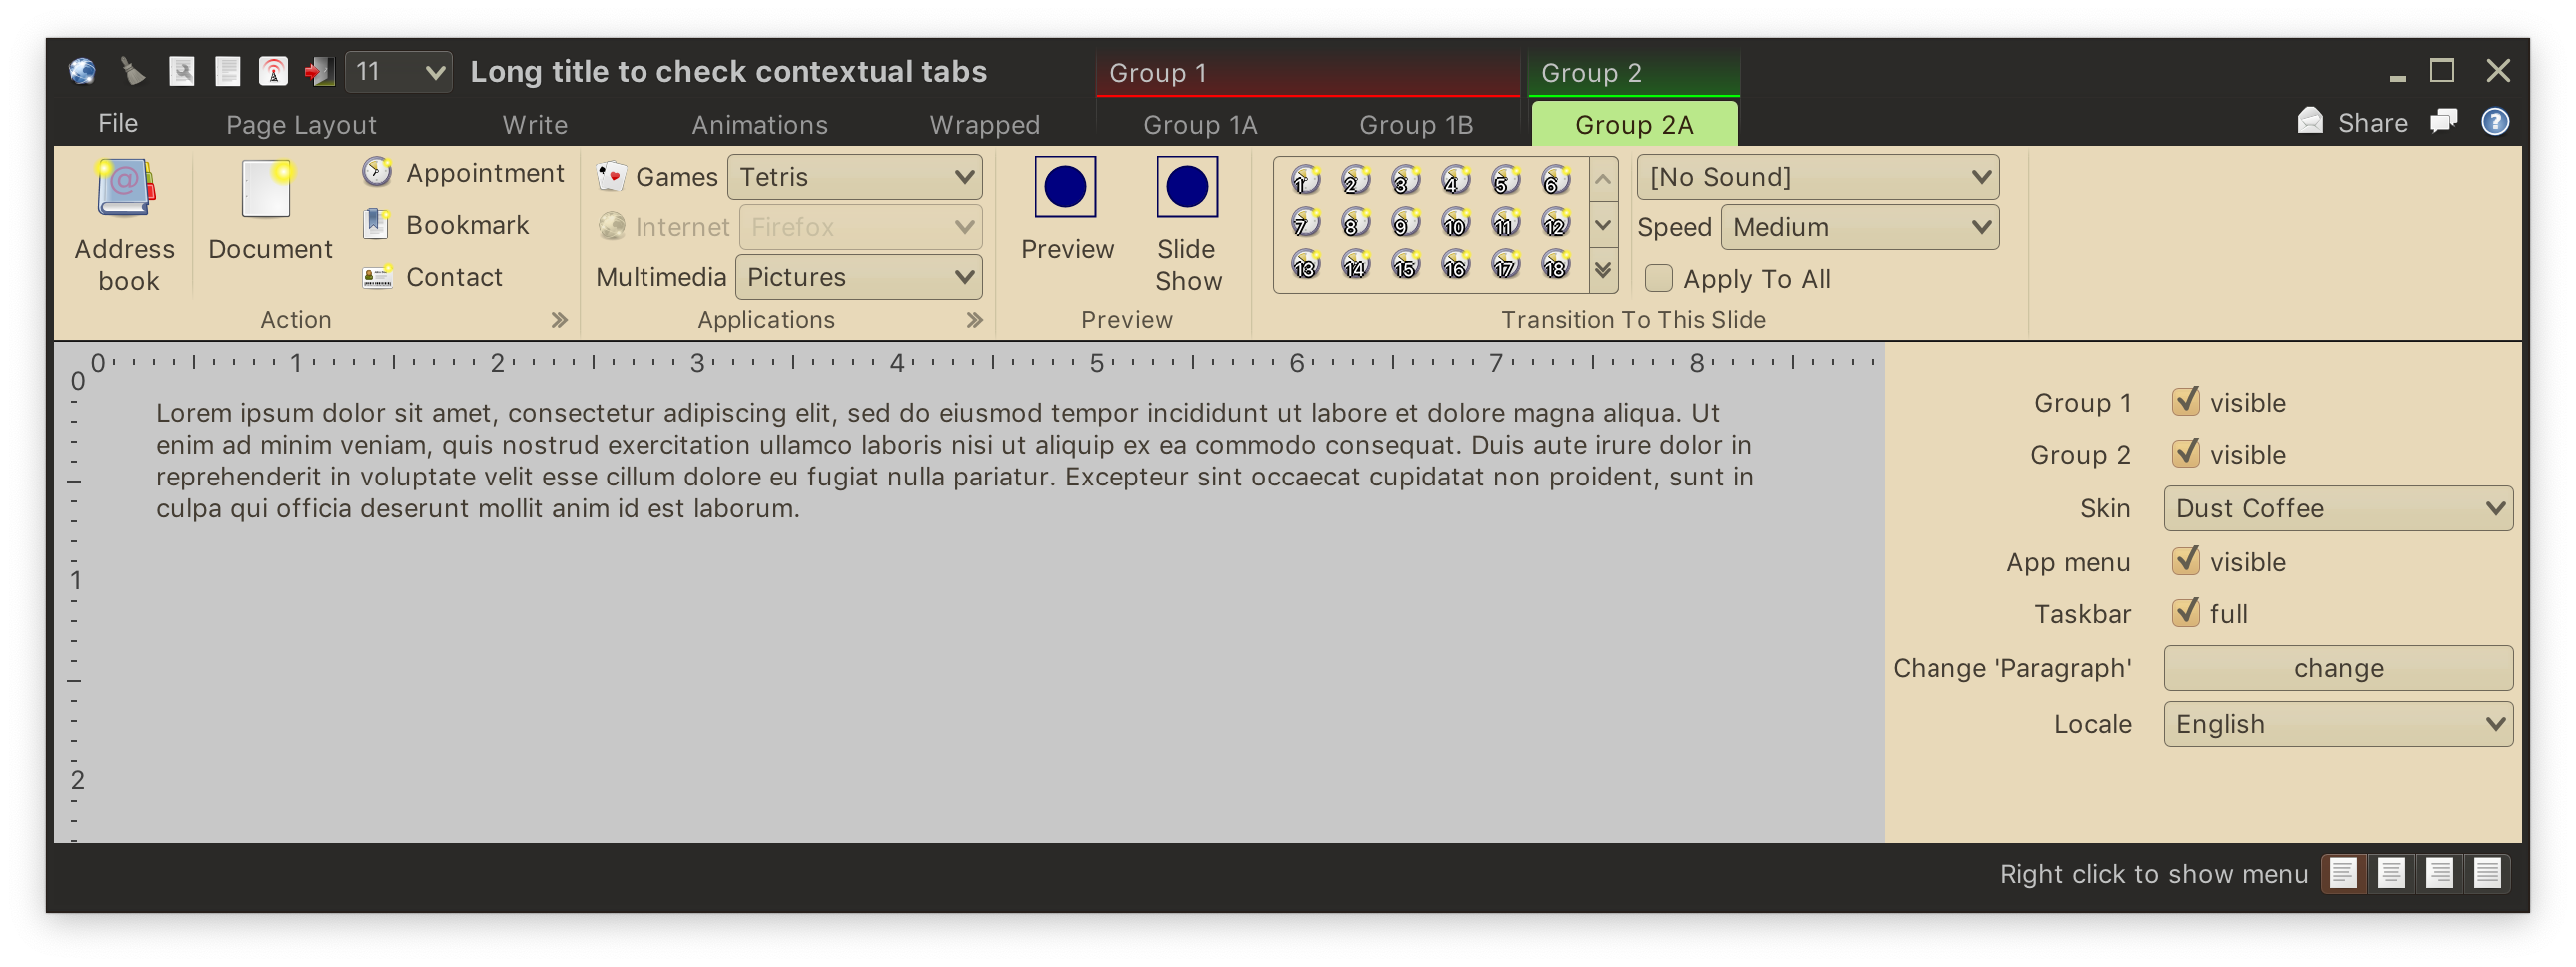 11
Long title to check contextual tabs
Group 1
Group 2
File
Page Layout
Write
Animations
Wrapped
Group 1A
Group 1B
Group 2A
Share
Address
book
Document
Appointment
Bookmark
Contact
Action
Games
Tetris
Internet
Firefox
Multimedia
Pictures
Applications
Preview
Slide
Show
Preview
1 2 3 4 5 6
7 8 9 10 11 12
13 14 15 16 17 18
[No Sound]
Speed
Medium
Apply To All
Transition To This Slide
0 1 2 3 4 5 6 7 8
0
1
2
Lorem ipsum dolor sit amet, consectetur adipiscing elit, sed do eiusmod tempor incididunt ut labore et dolore magna aliqua. Ut
enim ad minim veniam, quis nostrud exercitation ullamco laboris nisi ut aliquip ex ea commodo consequat. Duis aute irure dolor in
reprehenderit in voluptate velit esse cillum dolore eu fugiat nulla pariatur. Excepteur sint occaecat cupidatat non proident, sunt in
culpa qui officia deserunt mollit anim id est laborum.
Group 1 visible
Group 2 visible
Skin Dust Coffee
App menu visible
Taskbar full
Change 'Paragraph' change
Locale English
Right click to show menu